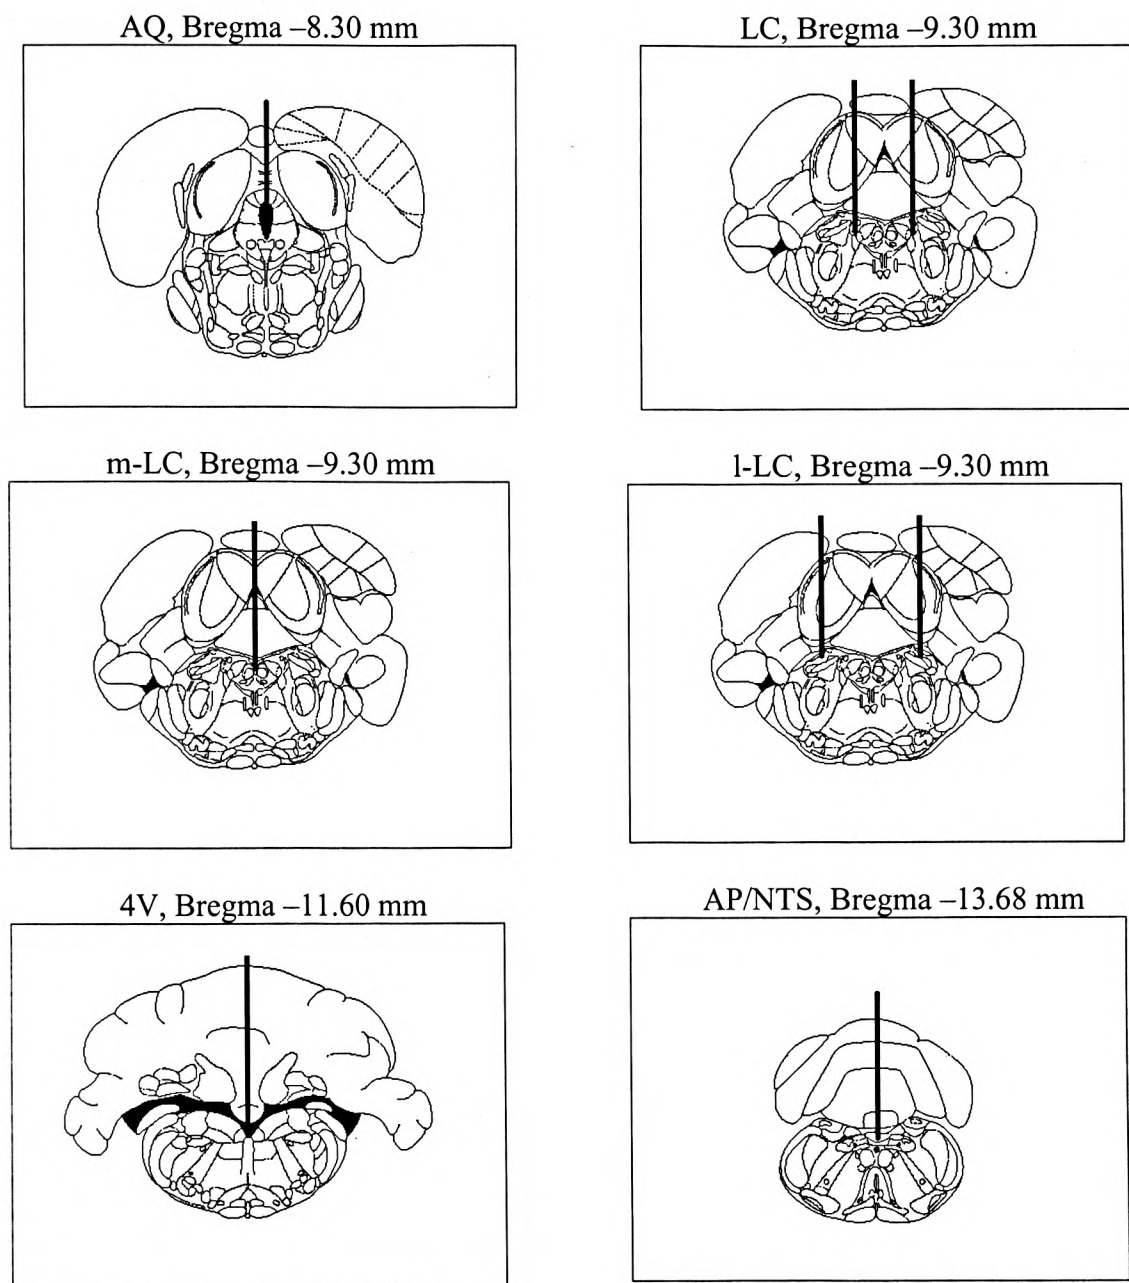 AQ, Bregma –8.30 mm
LC, Bregma –9.30 mm
m-LC, Bregma –9.30 mm
l-LC, Bregma –9.30 mm
4V, Bregma –11.60 mm
AP/NTS, Bregma –13.68 mm